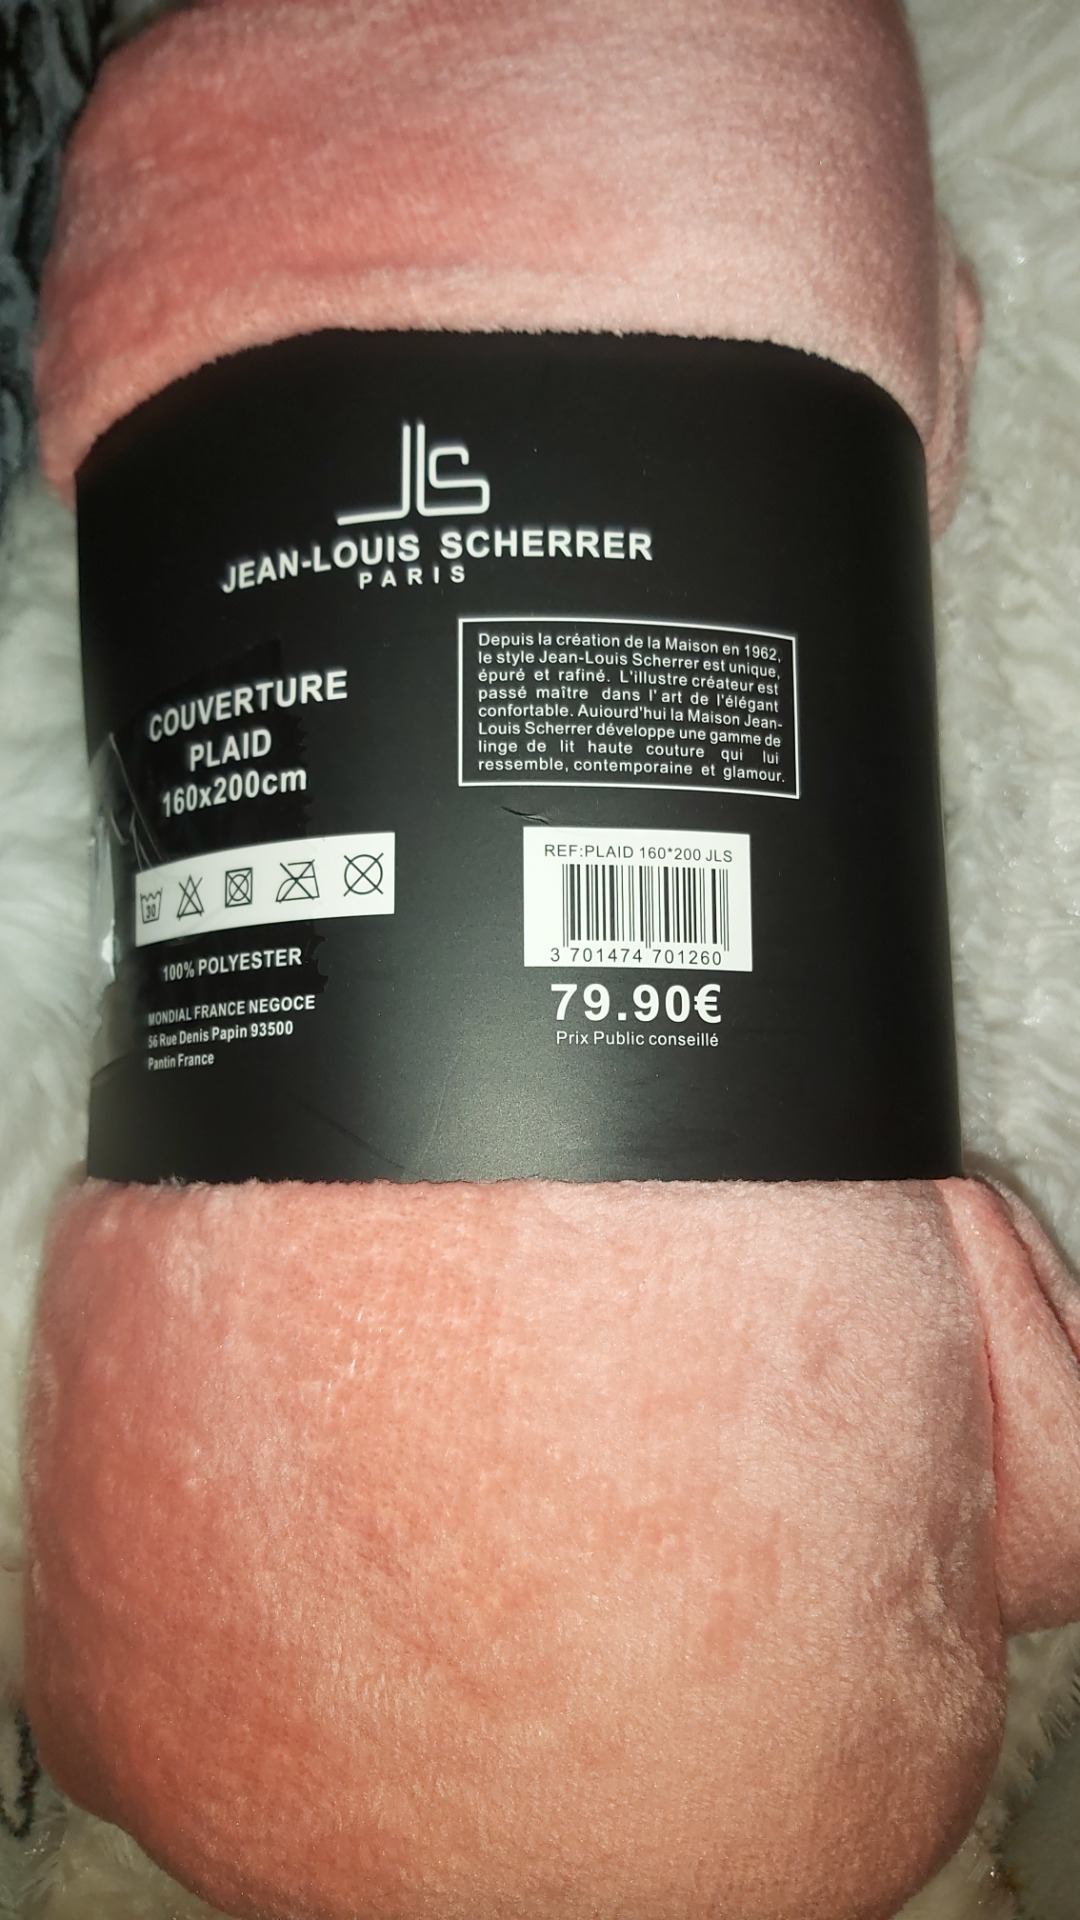 JLS
JEAN-LOUIS SCHERRER
PARIS
COUVERTURE
PLAID
160x200cm
30
100% POLYESTER
MONDIAL FRANCE NEGOCE
56 Rue Denis Papin 93500
Pantin France
Depuis la création de la Maison en 1962,
le style Jean-Louis Scherrer est unique,
épuré et rafiné. L'illustre créateur est
passé maître dans l'art de l'élégant
confortable. Auiourd'hui la Maison Jean-
Louis Scherrer développe une gamme de
linge de lit haute couture qui lui
ressemble, contemporaine et glamour.
REF:PLAID 160*200 JLS
3 701474 701260
79.90€
Prix Public conseillé